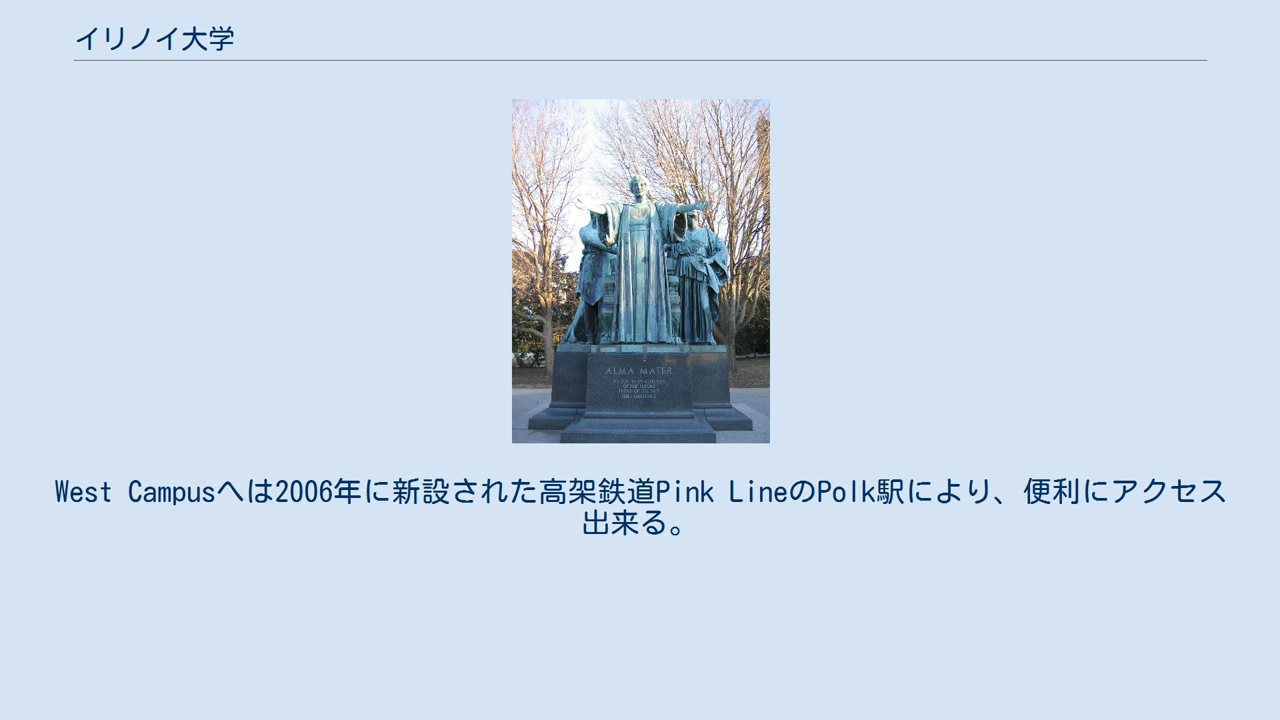 イリノイ大学
ALMA MATER
OF THE FUTURE
West Campusへは2006年に新設された高架鉄道Pink LineのPolk駅により、便利にアクセス
出来る。